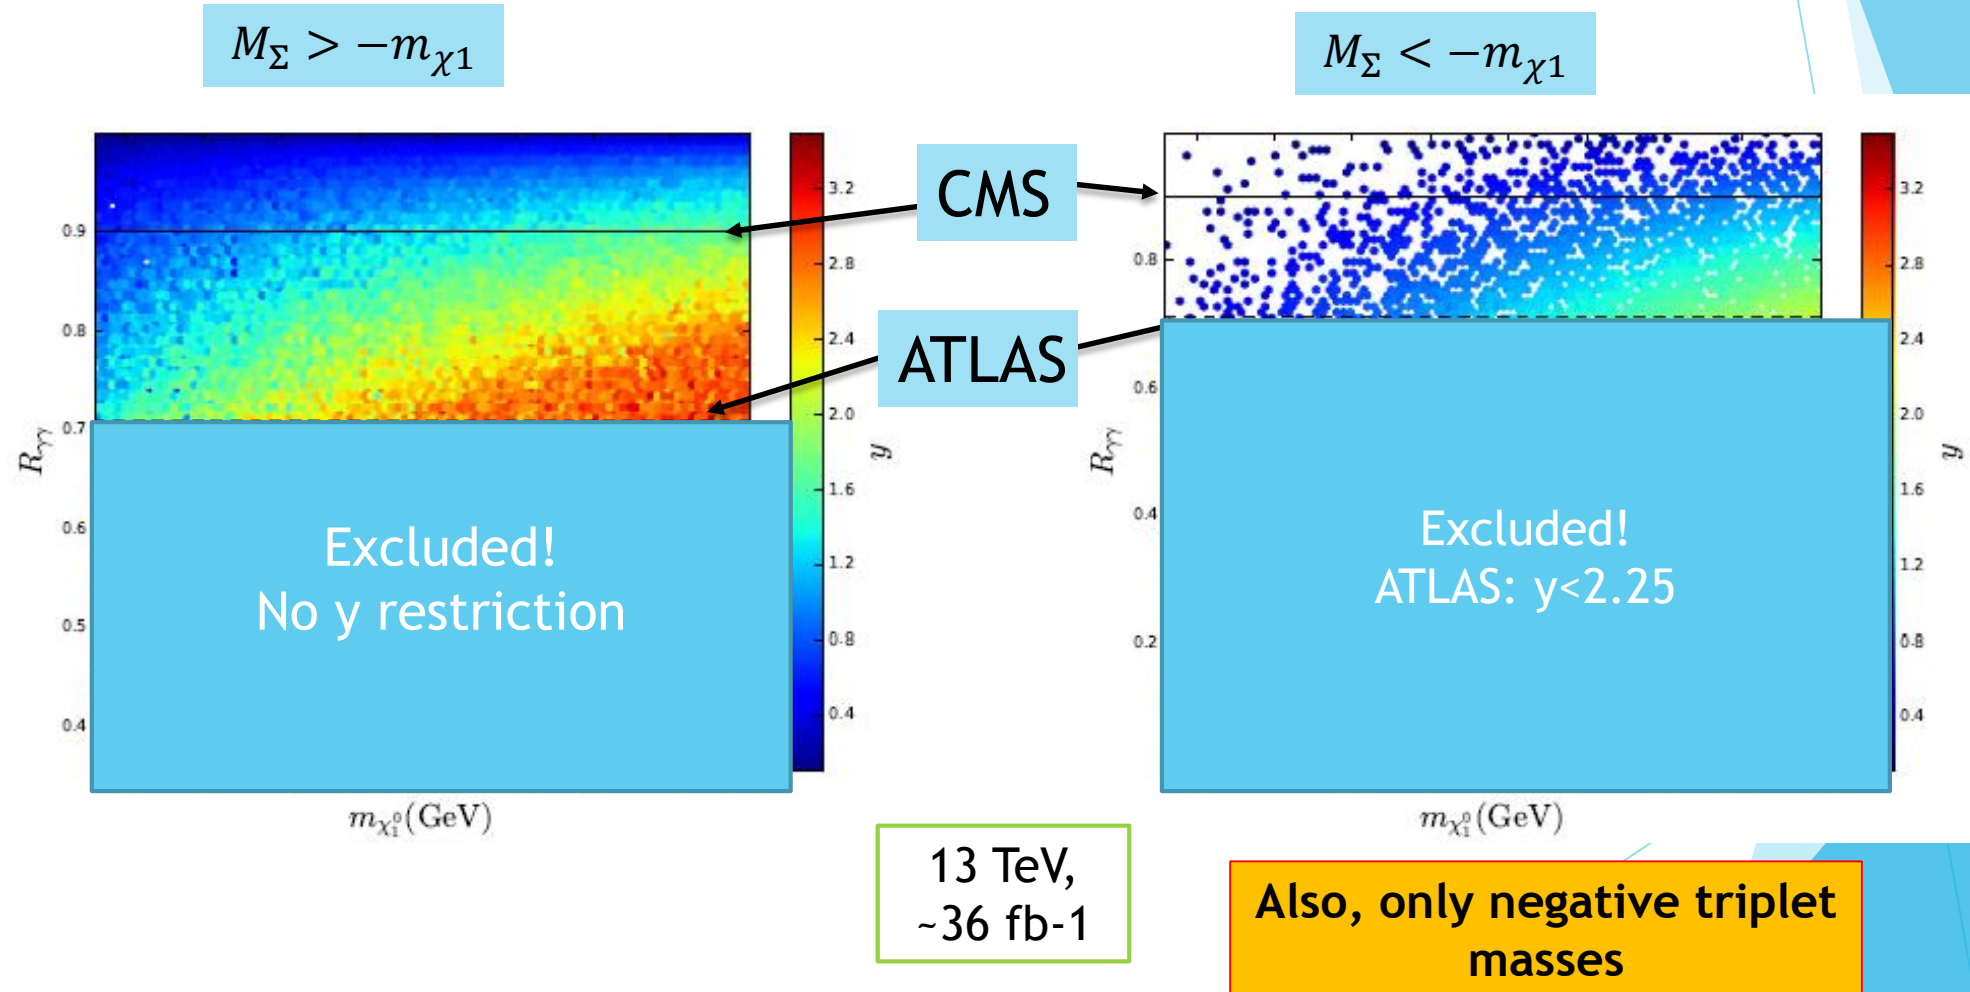 M_Σ > −m_χ1
M_Σ < −m_χ1
CMS
ATLAS
0.9
0.8
0.7
0.6
0.5
0.4
R_γγ
Excluded!
No y restriction
m_χ₁⁰(GeV)
3.2
2.8
2.4
2.0
1.6
1.2
0.8
0.4
y
0.8
0.6
0.4
0.2
R_γγ
Excluded!
ATLAS: y<2.25
m_χ₁⁰(GeV)
3.2
2.8
2.4
2.0
1.6
1.2
0.8
0.4
y
13 TeV,
~36 fb-1
Also, only negative triplet
masses